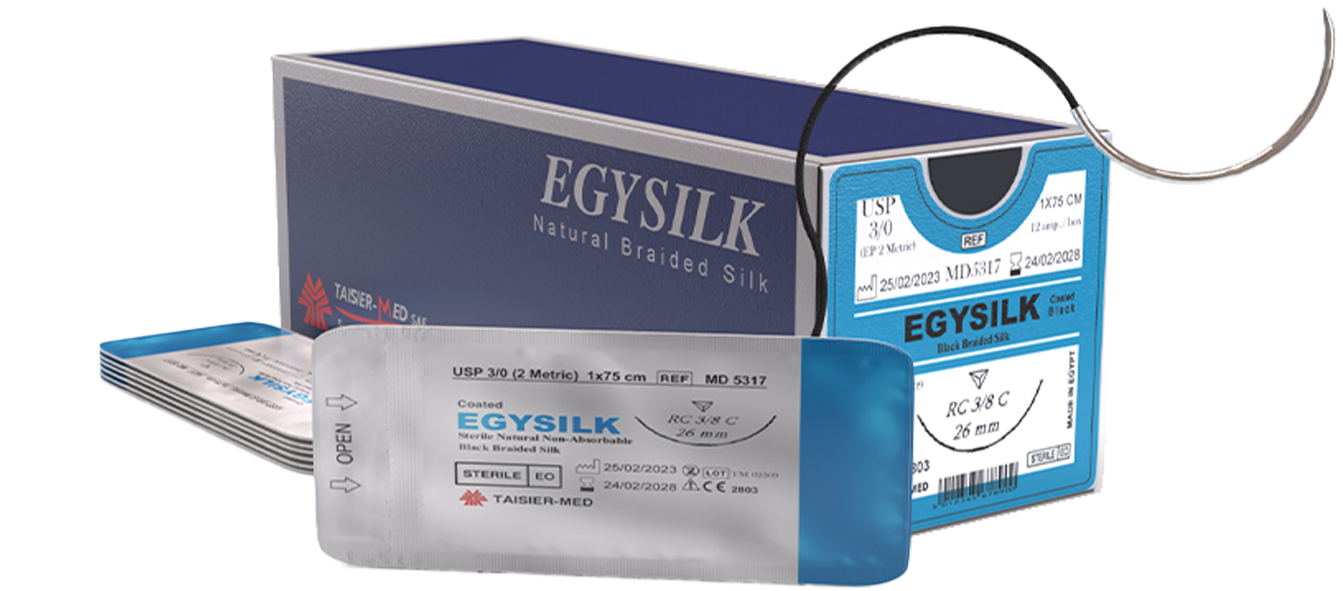 EGYSILK
Natural Braided Silk
TAISIER-MED SAE
USP
3/0
(EP 2 Metric)
1X75 CM
REF
25/02/2023 MD5317 24/02/2028
EGYSILK Coated
Black
Black Braided Silk
RC 3/8 C
26 mm
MADE IN EGYPT
STERILE EO
USP 3/0 (2 Metric) 1x75 cm REF MD 5317
Coated
EGYSILK
Sterile Natural Non-Absorbable
Black Braided Silk
RC 3/8 C
26 mm
OPEN
STERILE EO
25/02/2023 LOT
24/02/2028 CE 2803
TAISIER-MED
EGYSILK